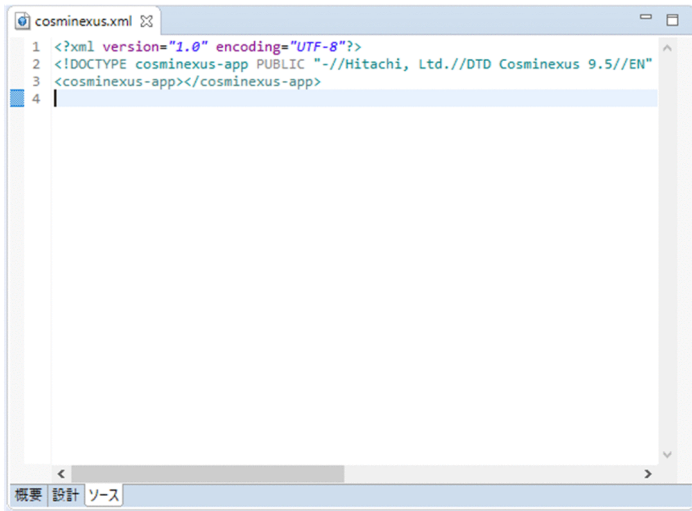 cosminexus.xml
1 <?xml version="1.0" encoding="UTF-8"?>
2 <!DOCTYPE cosminexus-app PUBLIC "-//Hitachi, Ltd.//DTD Cosminexus 9.5//EN"
3 <cosminexus-app></cosminexus-app>
4
概要 設計 ソース